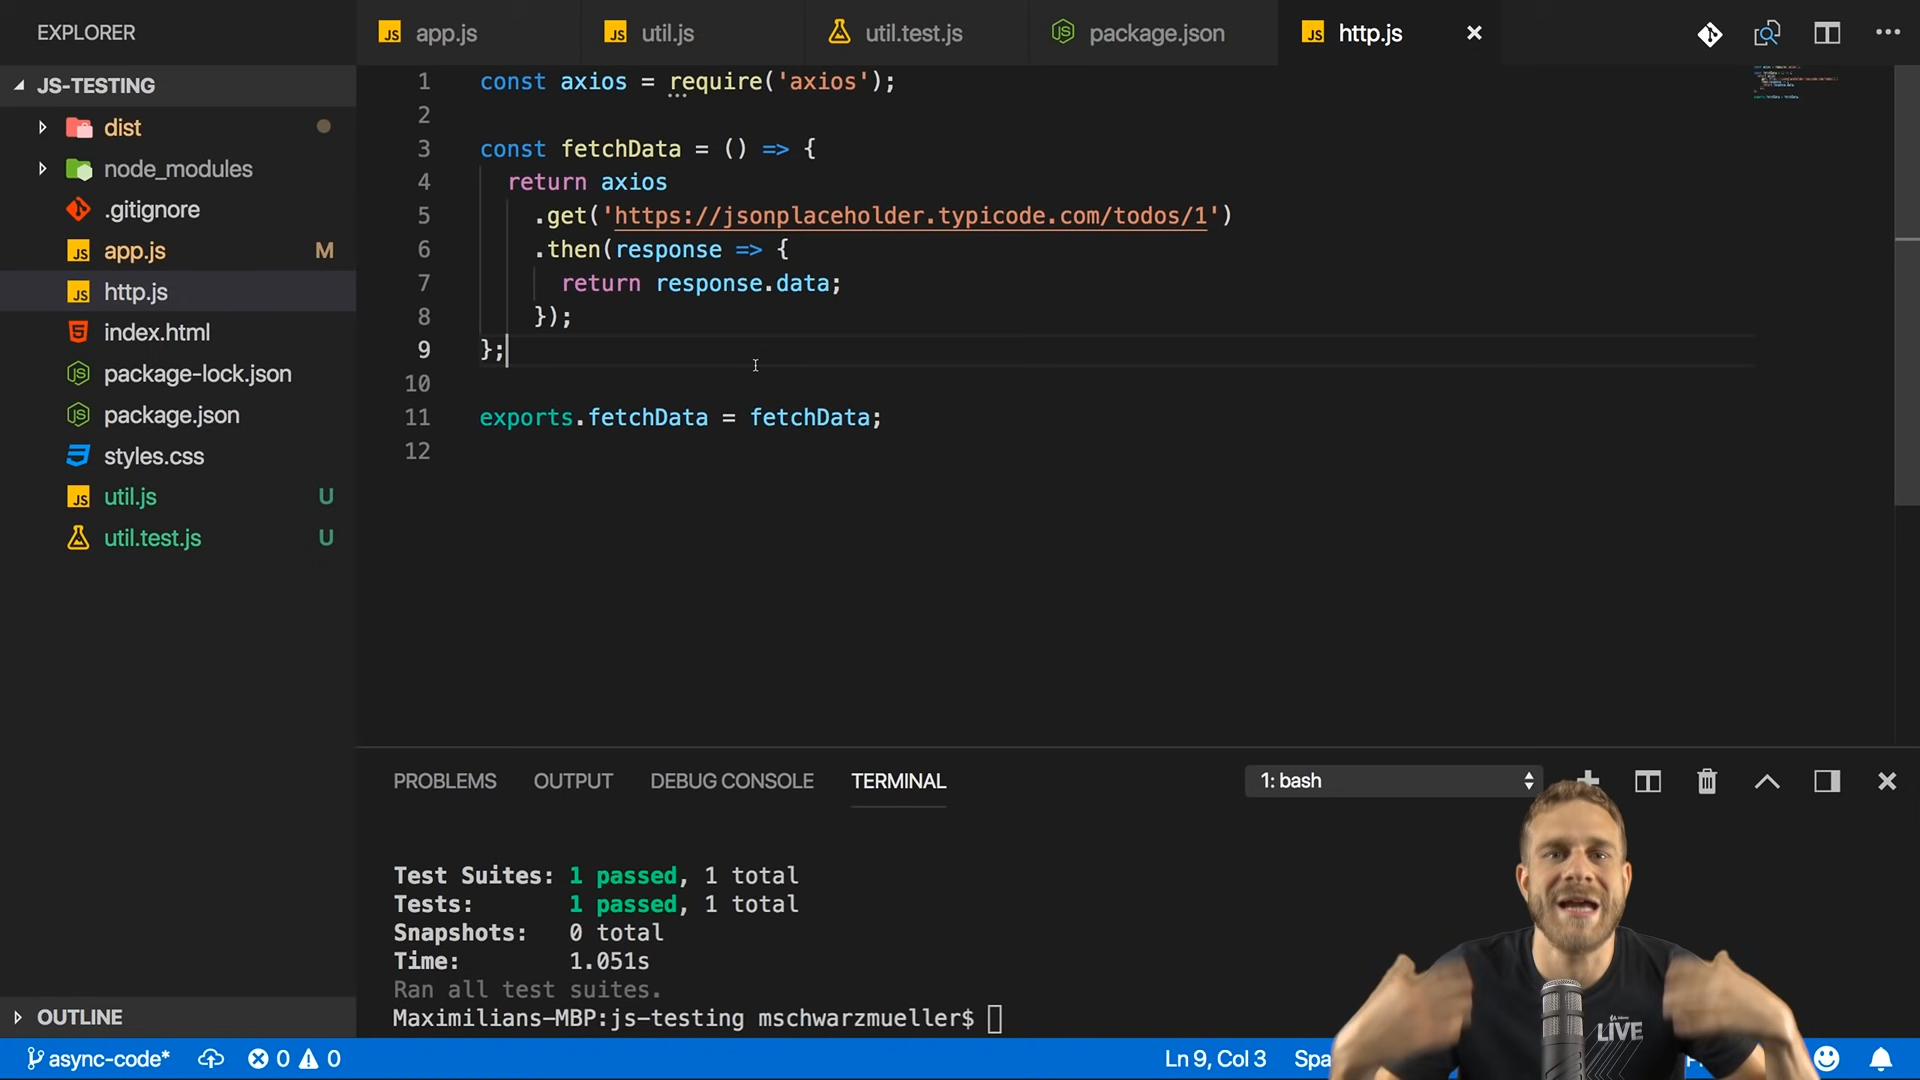 EXPLORER
JS-TESTING
dist
node_modules
.gitignore
app.js M
http.js
index.html
package-lock.json
package.json
styles.css
util.js U
util.test.js U
OUTLINE
app.js util.js util.test.js package.json http.js
1 const axios = require('axios');
2
3 const fetchData = () => {
4 return axios
5 .get('https://jsonplaceholder.typicode.com/todos/1')
6 .then(response => {
7 return response.data;
8 });
9 };
10
11 exports.fetchData = fetchData;
12
PROBLEMS OUTPUT DEBUG CONSOLE TERMINAL 1: bash
Test Suites: 1 passed, 1 total
Tests: 1 passed, 1 total
Snapshots: 0 total
Time: 1.051s
Ran all test suites.
Maximilians-MBP:js-testing mschwarzmueller$
LIVE
async-code* 0 0 Ln 9, Col 3